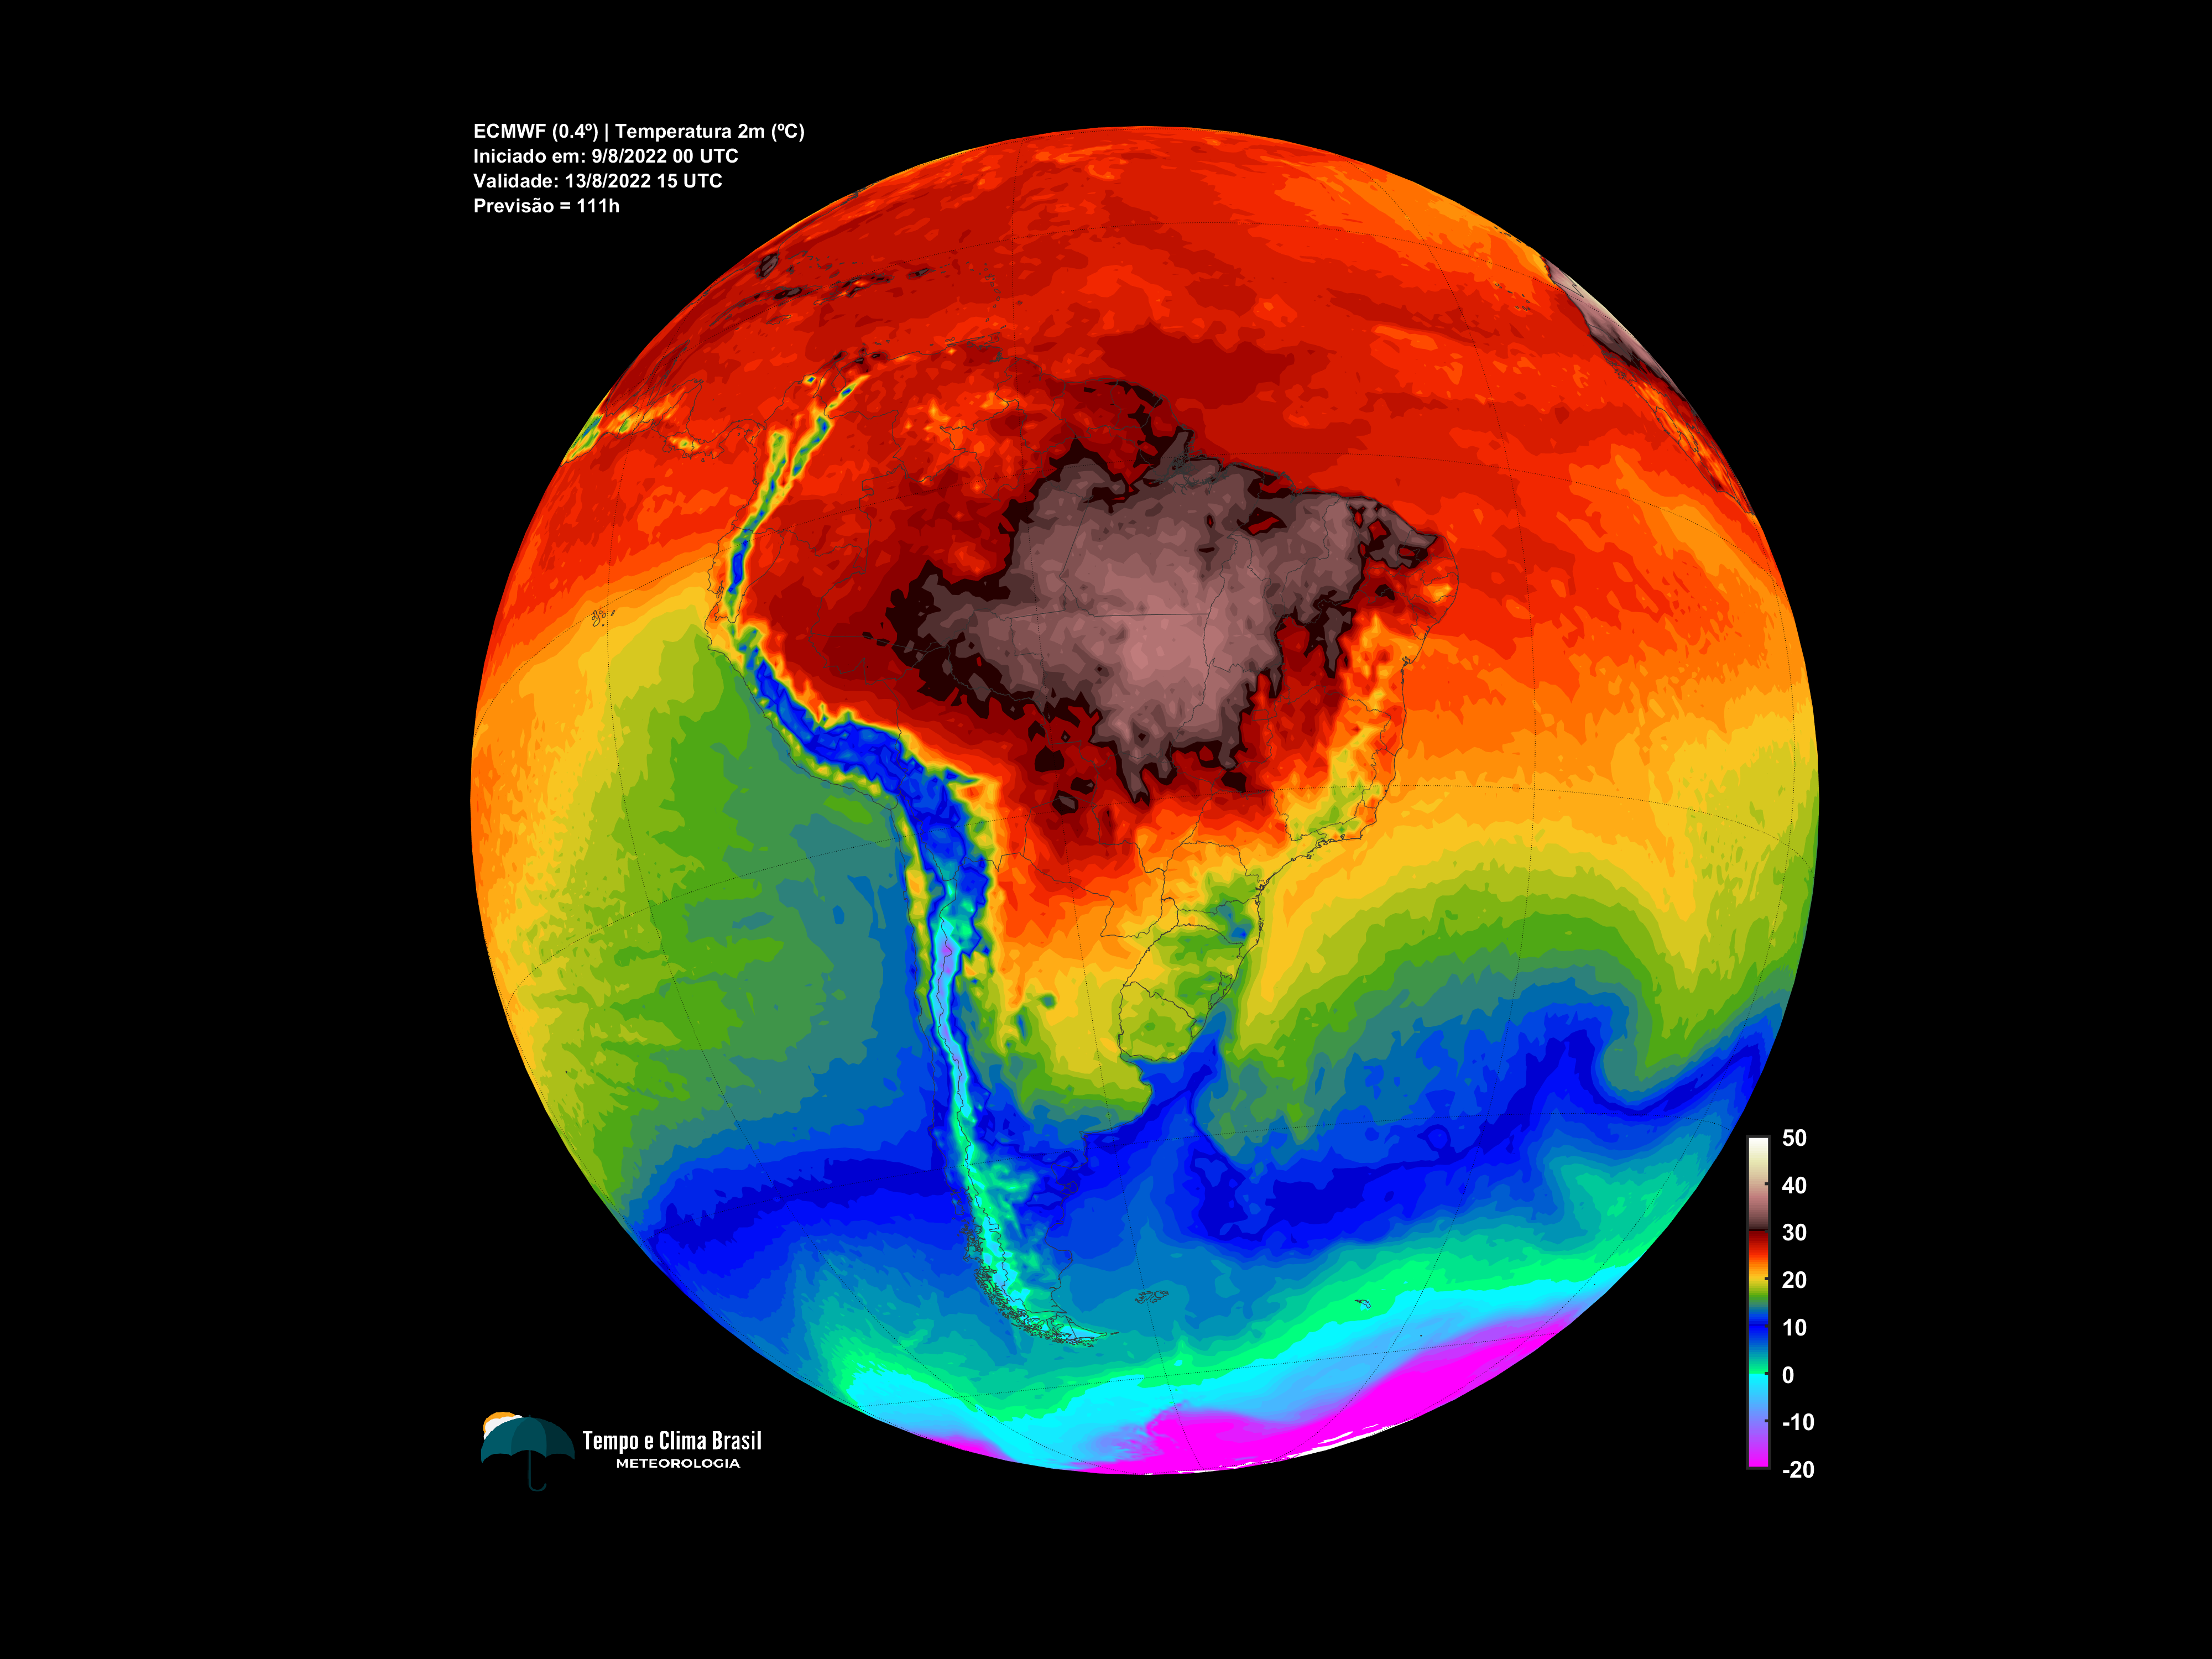 ECMWF (0.4º) | Temperatura 2m (ºC)
Iniciado em: 9/8/2022 00 UTC
Validade: 13/8/2022 15 UTC
Previsão = 111h
50
40
30
20
10
0
-10
-20
Tempo e Clima Brasil
METEOROLOGIA